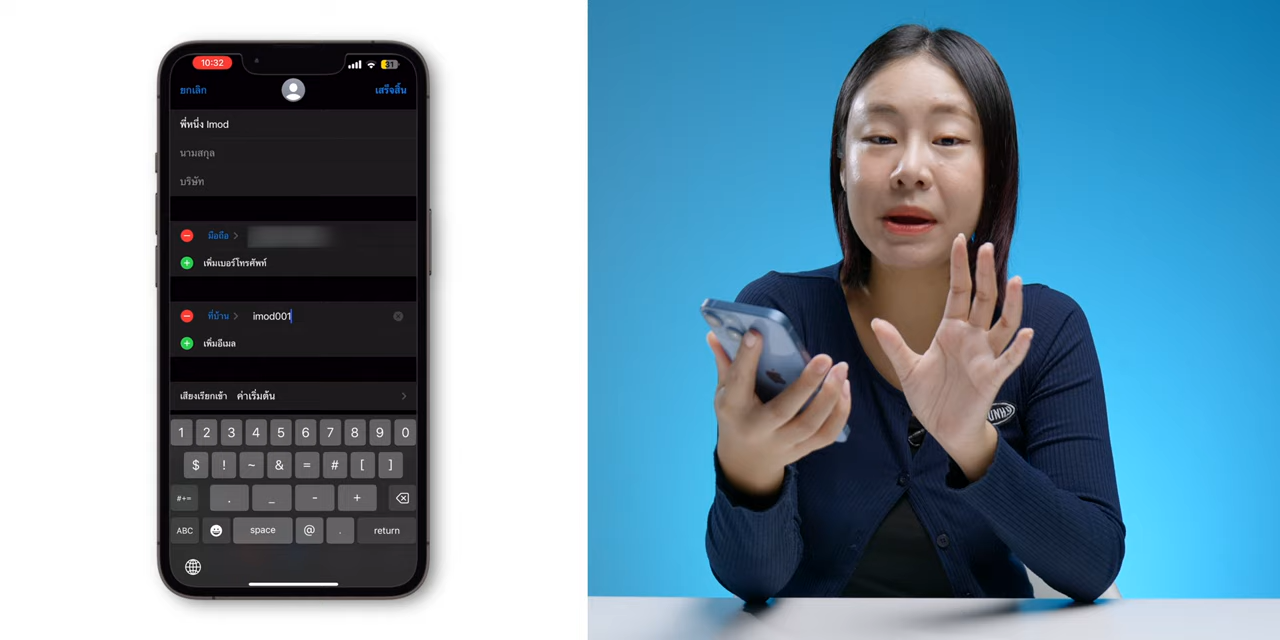 10:32
31
ยกเลิก
เสร็จสิ้น
พี่หนึ่ง Imod
นามสกุล
บริษัท
มือถือ
เพิ่มเบอร์โทรศัพท์
ที่บ้าน
imod001
เพิ่มอีเมล
เสียงเรียกเข้า ค่าเริ่มต้น
1 2 3 4 5 6 7 8 9 0
$ ! ~ & = # [ ]
#+= . _ - +
ABC space @ . return